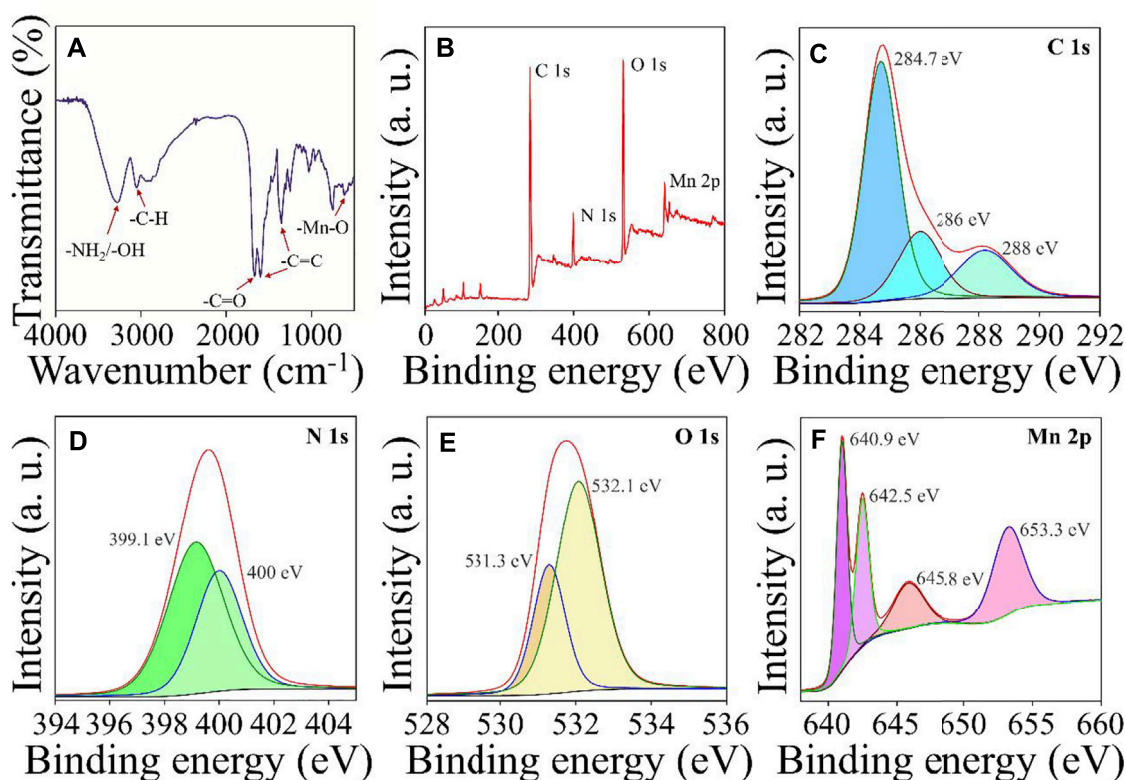 A
Transmittance (%)
-NH₂/-OH
-C-H
-C=O
-C=C
-Mn-O
4000 3000 2000 1000
Wavenumber (cm⁻¹)
B
Intensity (a. u.)
C 1s
N 1s
O 1s
Mn 2p
0 200 400 600 800
Binding energy (eV)
C
C 1s
Intensity (a. u.)
284.7 eV
286 eV
288 eV
282 284 286 288 290 292
Binding energy (eV)
D
N 1s
Intensity (a. u.)
399.1 eV
400 eV
394 396 398 400 402 404
Binding energy (eV)
E
O 1s
Intensity (a. u.)
532.1 eV
531.3 eV
528 530 532 534 536
Binding energy (eV)
F
Mn 2p
Intensity (a. u.)
640.9 eV
642.5 eV
645.8 eV
653.3 eV
640 645 650 655 660
Binding energy (eV)